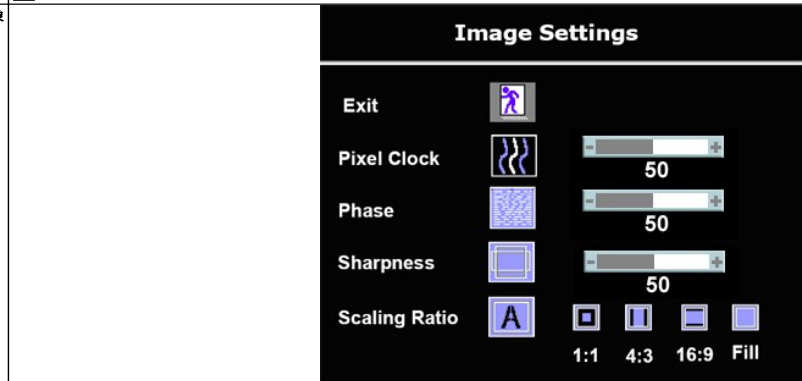 Image Settings
Exit
Pixel Clock
50
Phase
50
Sharpness
50
Scaling Ratio
1:1 4:3 16:9 Fill